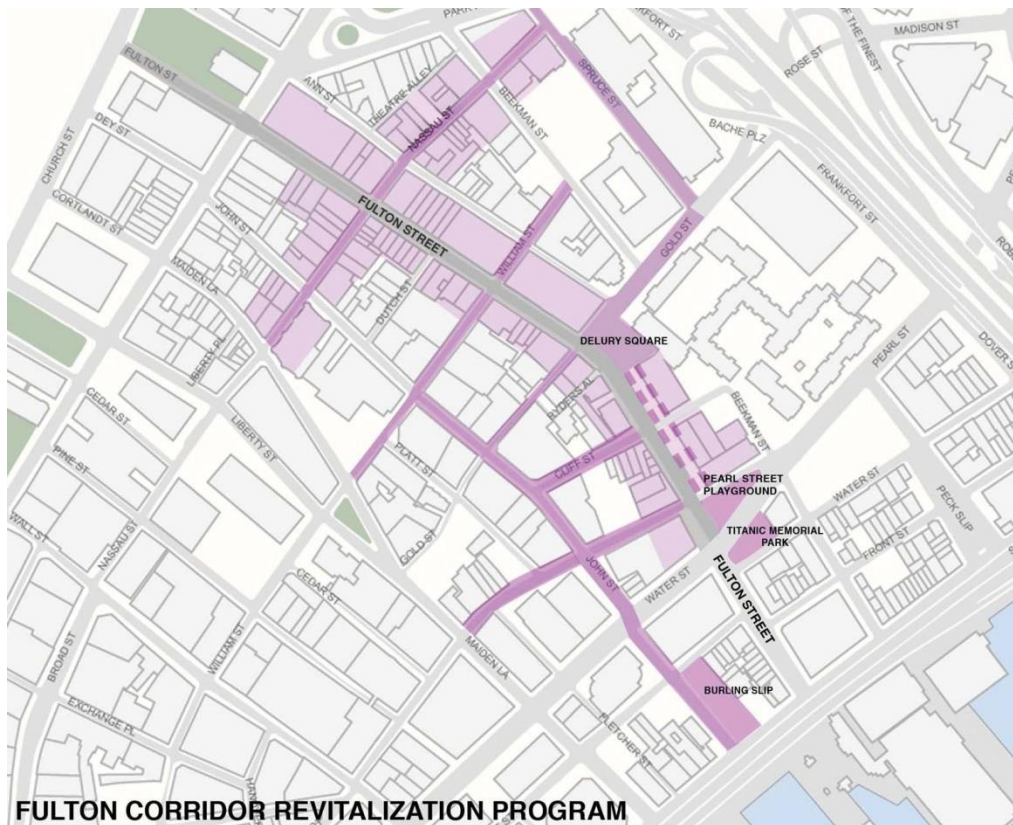 PARK
FRANKFORT ST
MADISON ST
OF THE FINEST
ROSE ST
FULTON ST
ANN ST
THEATRE ALLEY
SPRUCE ST
BEEKMAN ST
NASSAU ST
BACHE PLZ
DEY ST
CHURCH ST
CORTLANDT ST
JOHN ST
FRANKFORT ST
FULTON STREET
WILLIAM ST
GOLD ST
MAIDEN LA
DUTCH ST
LIBERTY PL
DELURY SQUARE
PEARL ST
DOVER S
RYDERS AL
BEEKMAN ST
CEDAR ST
LIBERTY ST
PLATT ST
CLIFF ST
PEARL STREET
PLAYGROUND
WATER ST
PINE ST
PECK SLIP
TITANIC MEMORIAL
PARK
FRONT ST
WALL ST
NASSAU ST
GOLD ST
JOHN ST
WATER ST
FULTON STREET
CEDAR ST
MAIDEN LA
WILLIAM ST
BROAD ST
BURLING SLIP
FLETCHER ST
EXCHANGE PL
FULTON CORRIDOR REVITALIZATION PROGRAM